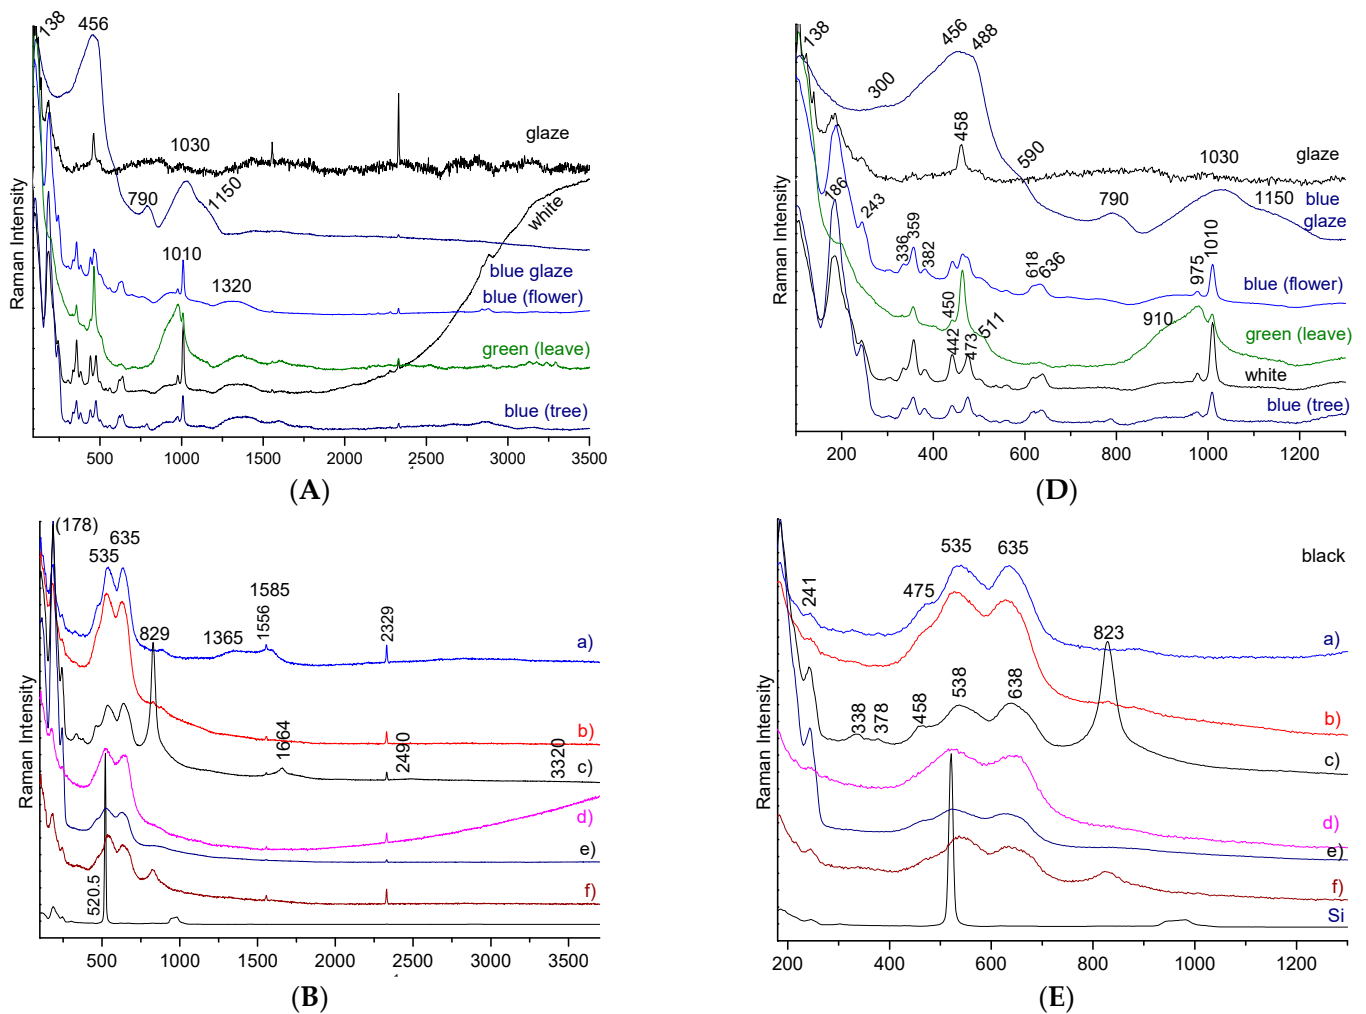 138
456
glaze
1030
790
1150
white
1010
blue glaze
1320
blue (flower)
green (leave)
blue (tree)
Raman Intensity
500 1000 1500 2000 2500 3000 3500
(A)
138
456
488
300
458
590
glaze
1030
186
790
1150
blue
glaze
243
336
359
382
618
636
975
1010
blue (flower)
450
511
910
green (leave)
442
473
white
blue (tree)
Raman Intensity
200 400 600 800 1000 1200
(D)
(178)
535
635
829
1365
1556
1585
2329
a)
b)
1664
2490
3320
c)
d)
e)
520.5
f)
Raman Intensity
500 1000 1500 2000 2500 3000 3500
(B)
535
635
black
241
475
823
a)
338
378
458
538
638
b)
c)
d)
e)
f)
Si
Raman Intensity
200 400 600 800 1000 1200
(E)